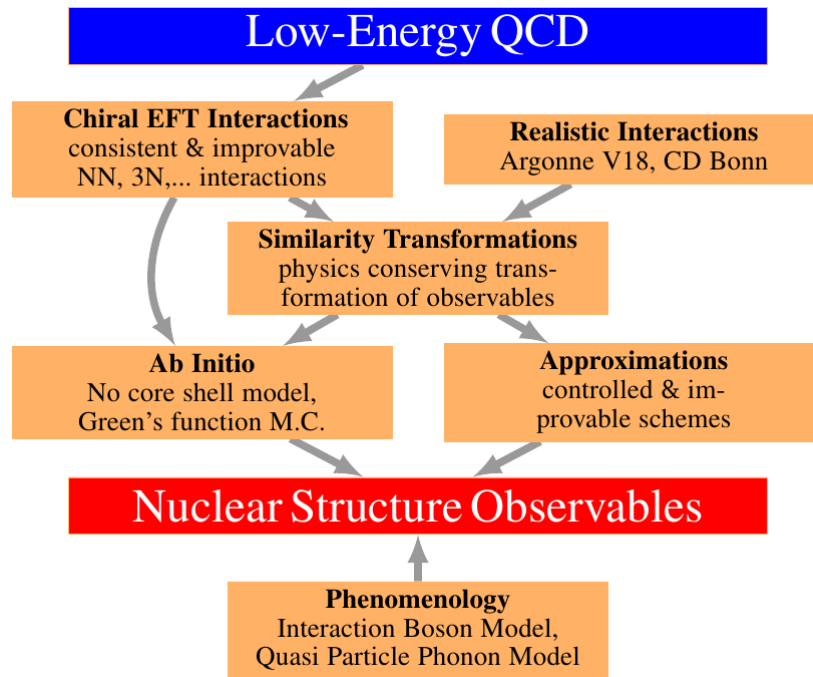 Low-Energy QCD
Chiral EFT Interactions
consistent & improvable
NN, 3N,... interactions
Realistic Interactions
Argonne V18, CD Bonn
Similarity Transformations
physics conserving trans-
formation of observables
Ab Initio
No core shell model,
Green's function M.C.
Approximations
controlled & im-
provable schemes
Nuclear Structure Observables
Phenomenology
Interaction Boson Model,
Quasi Particle Phonon Model